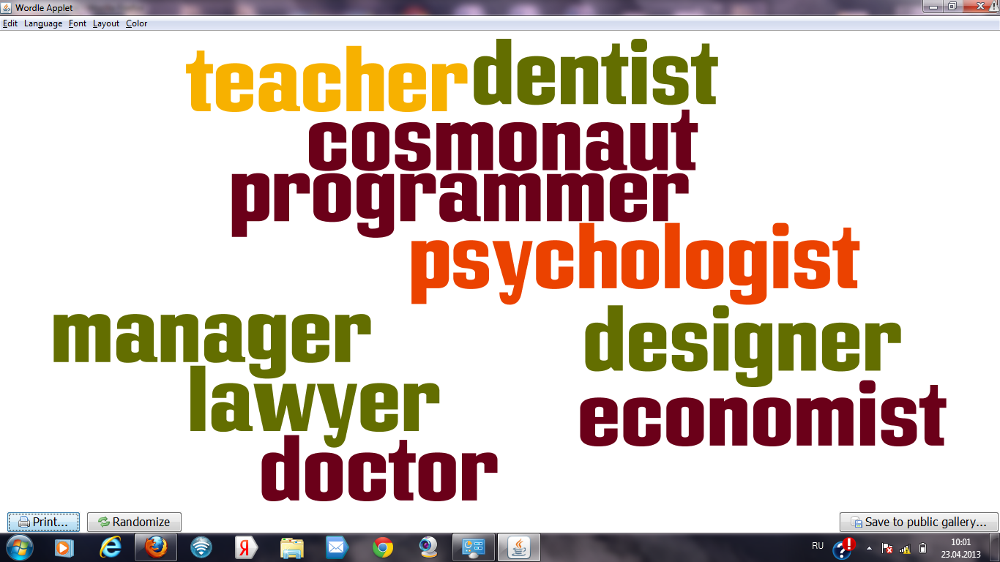 Wordle Applet
Edit Language Font Layout Color
teacher dentist
cosmonaut
programmer
psychologist
manager designer
lawyer economist
doctor
Print... Randomize Save to public gallery...
RU 10:01
23.04.2013